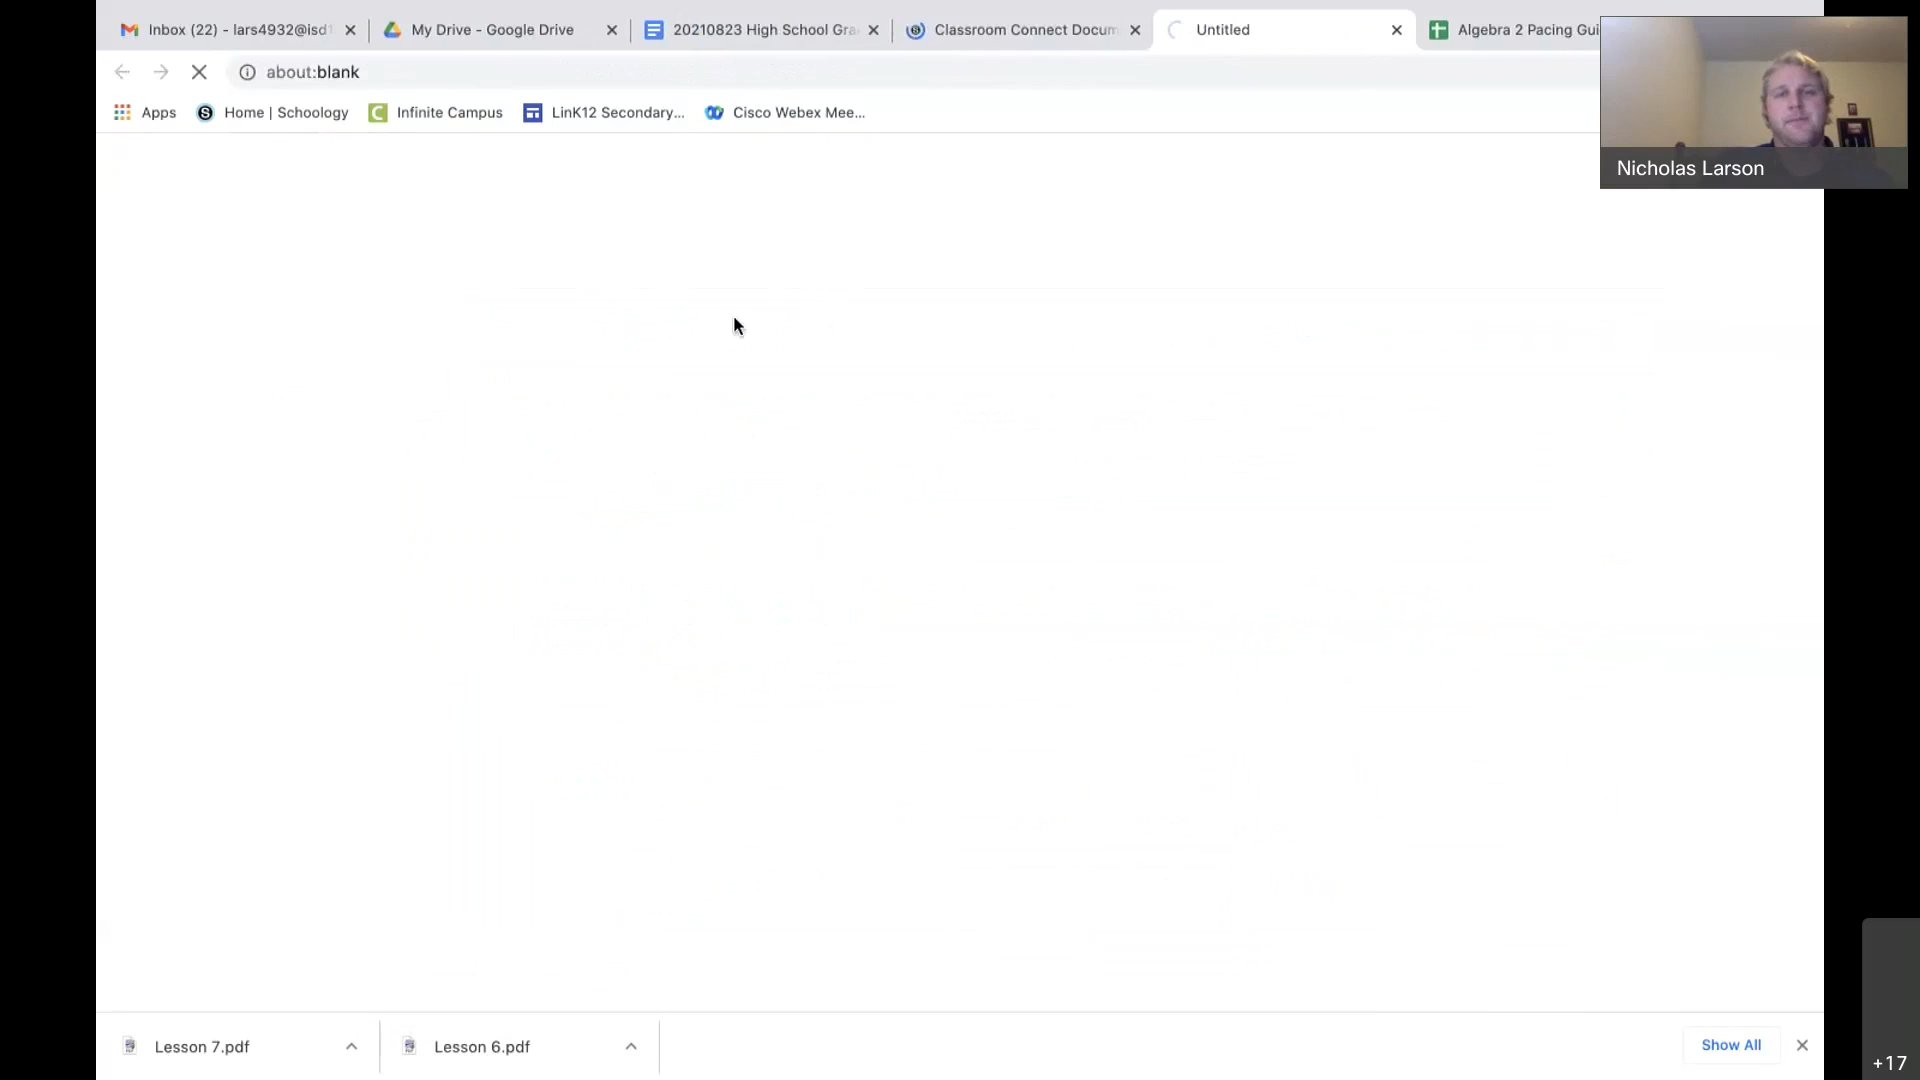 Inbox (22) - lars4932@isd1
My Drive - Google Drive
20210823 High School Gra
Classroom Connect Docum
Untitled
Algebra 2 Pacing Gui
about:blank
Apps
Home | Schoology
Infinite Campus
LinK12 Secondary...
Cisco Webex Mee...
Nicholas Larson
Lesson 7.pdf
Lesson 6.pdf
Show All
+17